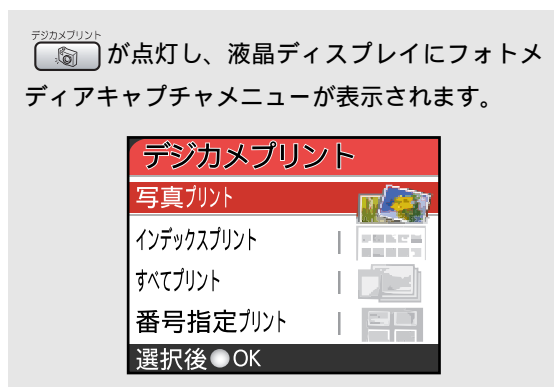 デジカメプリント
が点灯し、液晶ディスプレイにフォトメ
ディアキャプチャメニューが表示されます。
デジカメプリント
写真プリント
インデックスプリント
すべてプリント
番号指定プリント
選択後●OK